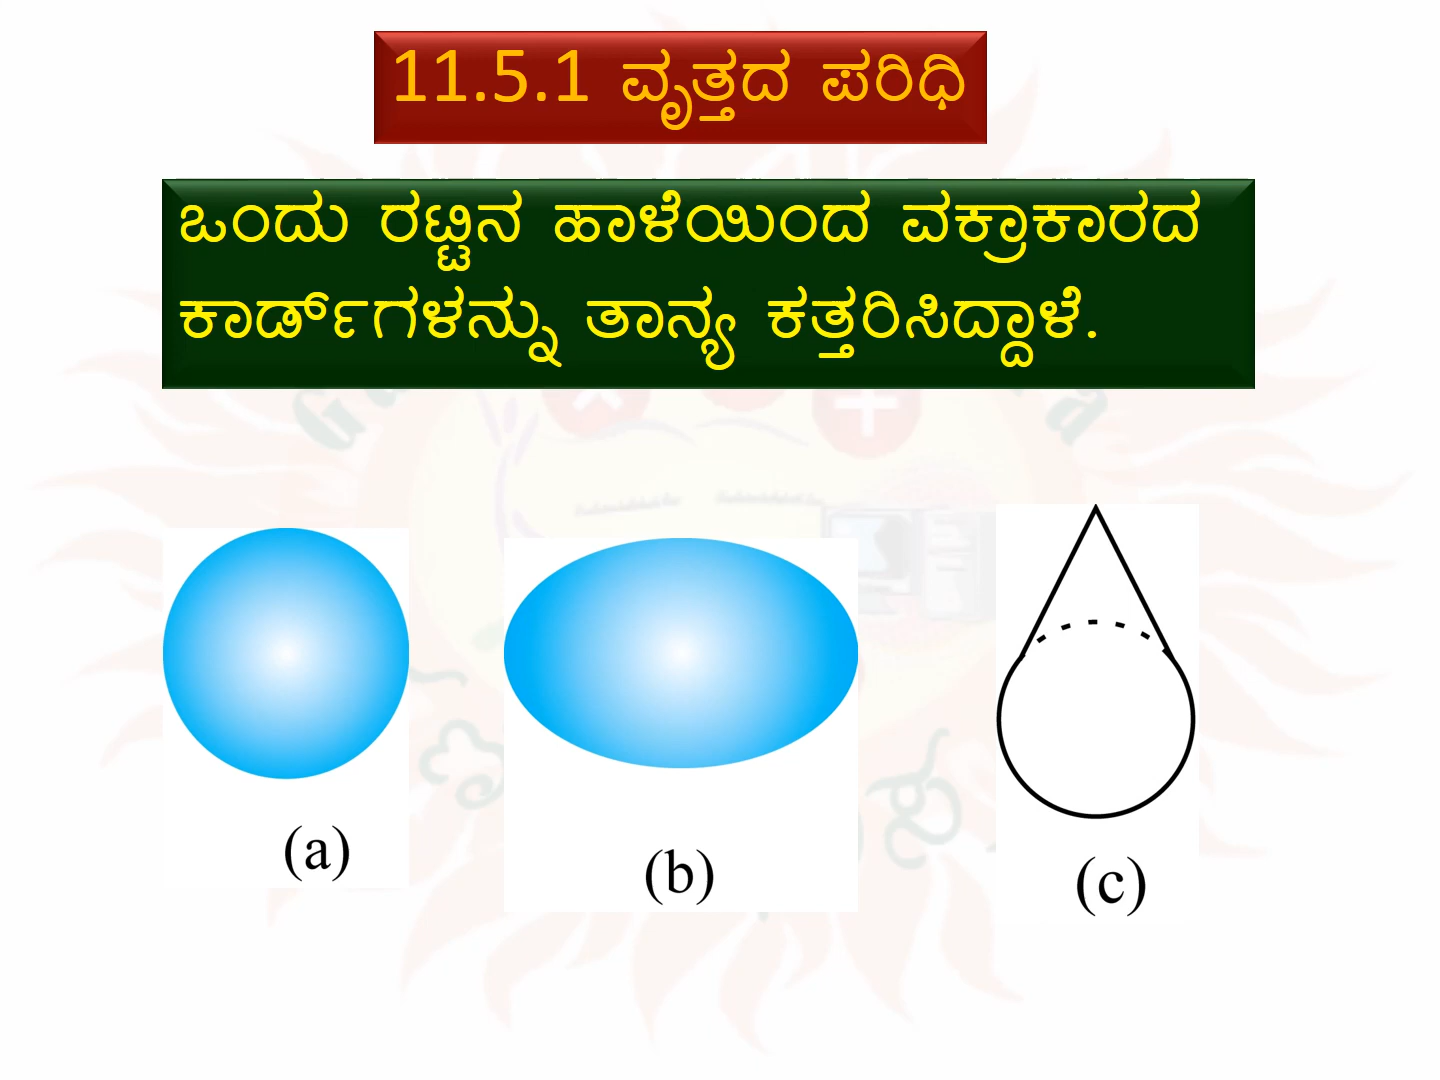 11.5.1 ವೃತ್ತದ ಪರಿಧಿ
ಒಂದು ರಟ್ಟಿನ ಹಾಳೆಯಿಂದ ವಕ್ರಾಕಾರದ
ಕಾರ್ಡ್‌ಗಳನ್ನು ತಾನ್ಯ ಕತ್ತರಿಸಿದ್ದಾಳೆ.
(a)
(b)
(c)